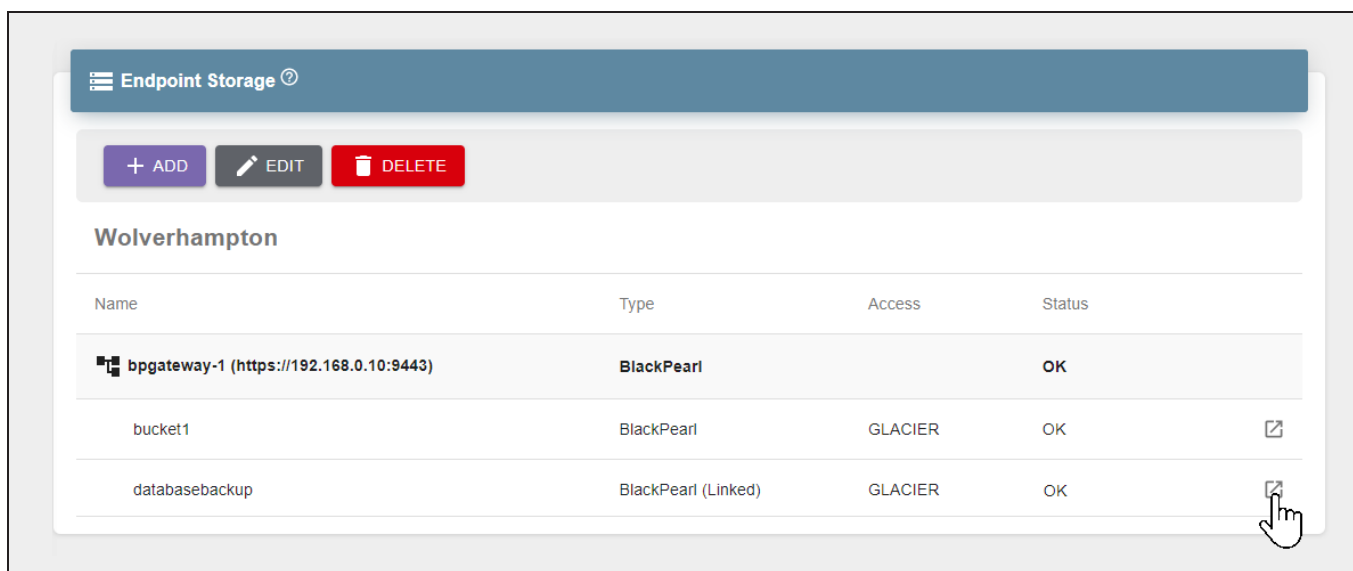 Endpoint Storage ?
+ ADD EDIT DELETE
Wolverhampton
Name Type Access Status
bpgateway-1 (https://192.168.0.10:9443) BlackPearl OK
bucket1 BlackPearl GLACIER OK
databasebackup BlackPearl (Linked) GLACIER OK